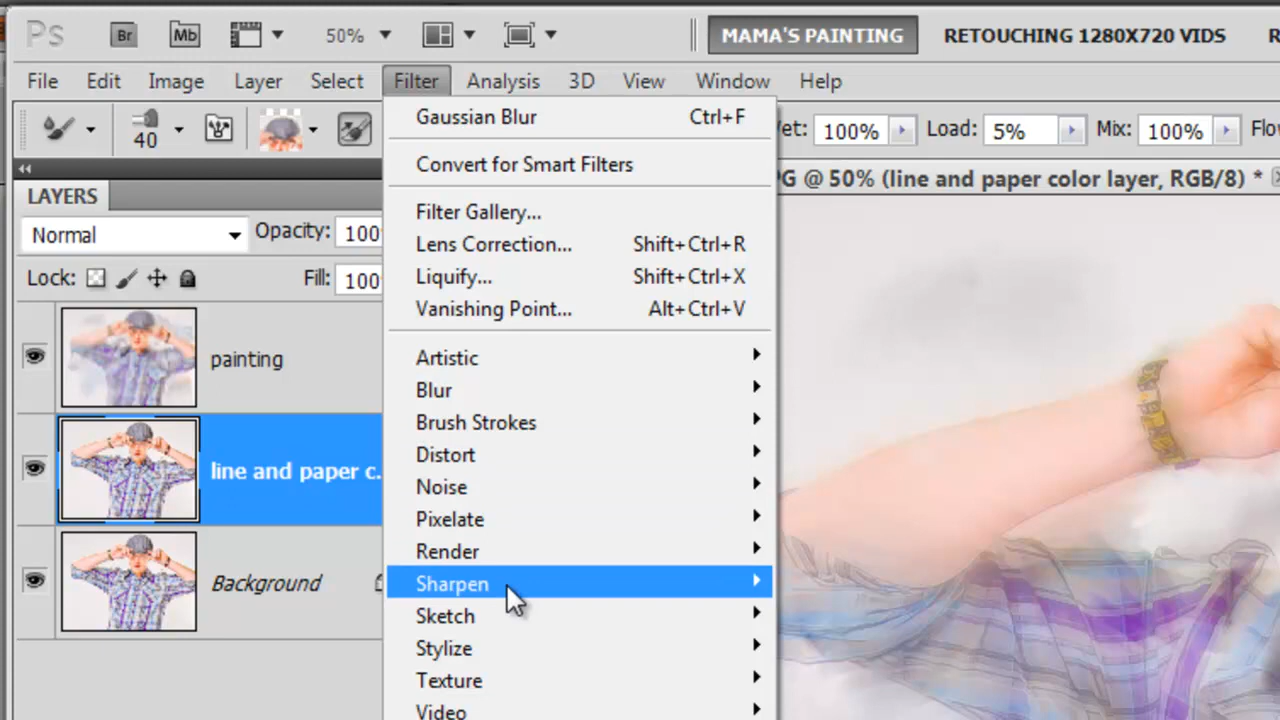 Ps Br Mb 50% MAMA'S PAINTING RETOUCHING 1280X720 VIDS R
File Edit Image Layer Select Filter Analysis 3D View Window Help
40 Wet: 100% Load: 5% Mix: 100% Flo
LAYERS
Normal Opacity: 100
Lock: Fill: 100
painting
line and paper c...
Background
Gaussian Blur Ctrl+F
Convert for Smart Filters
Filter Gallery...
Lens Correction... Shift+Ctrl+R
Liquify... Shift+Ctrl+X
Vanishing Point... Alt+Ctrl+V
Artistic
Blur
Brush Strokes
Distort
Noise
Pixelate
Render
Sharpen
Sketch
Stylize
Texture
Video
PG @ 50% (line and paper color layer, RGB/8) *